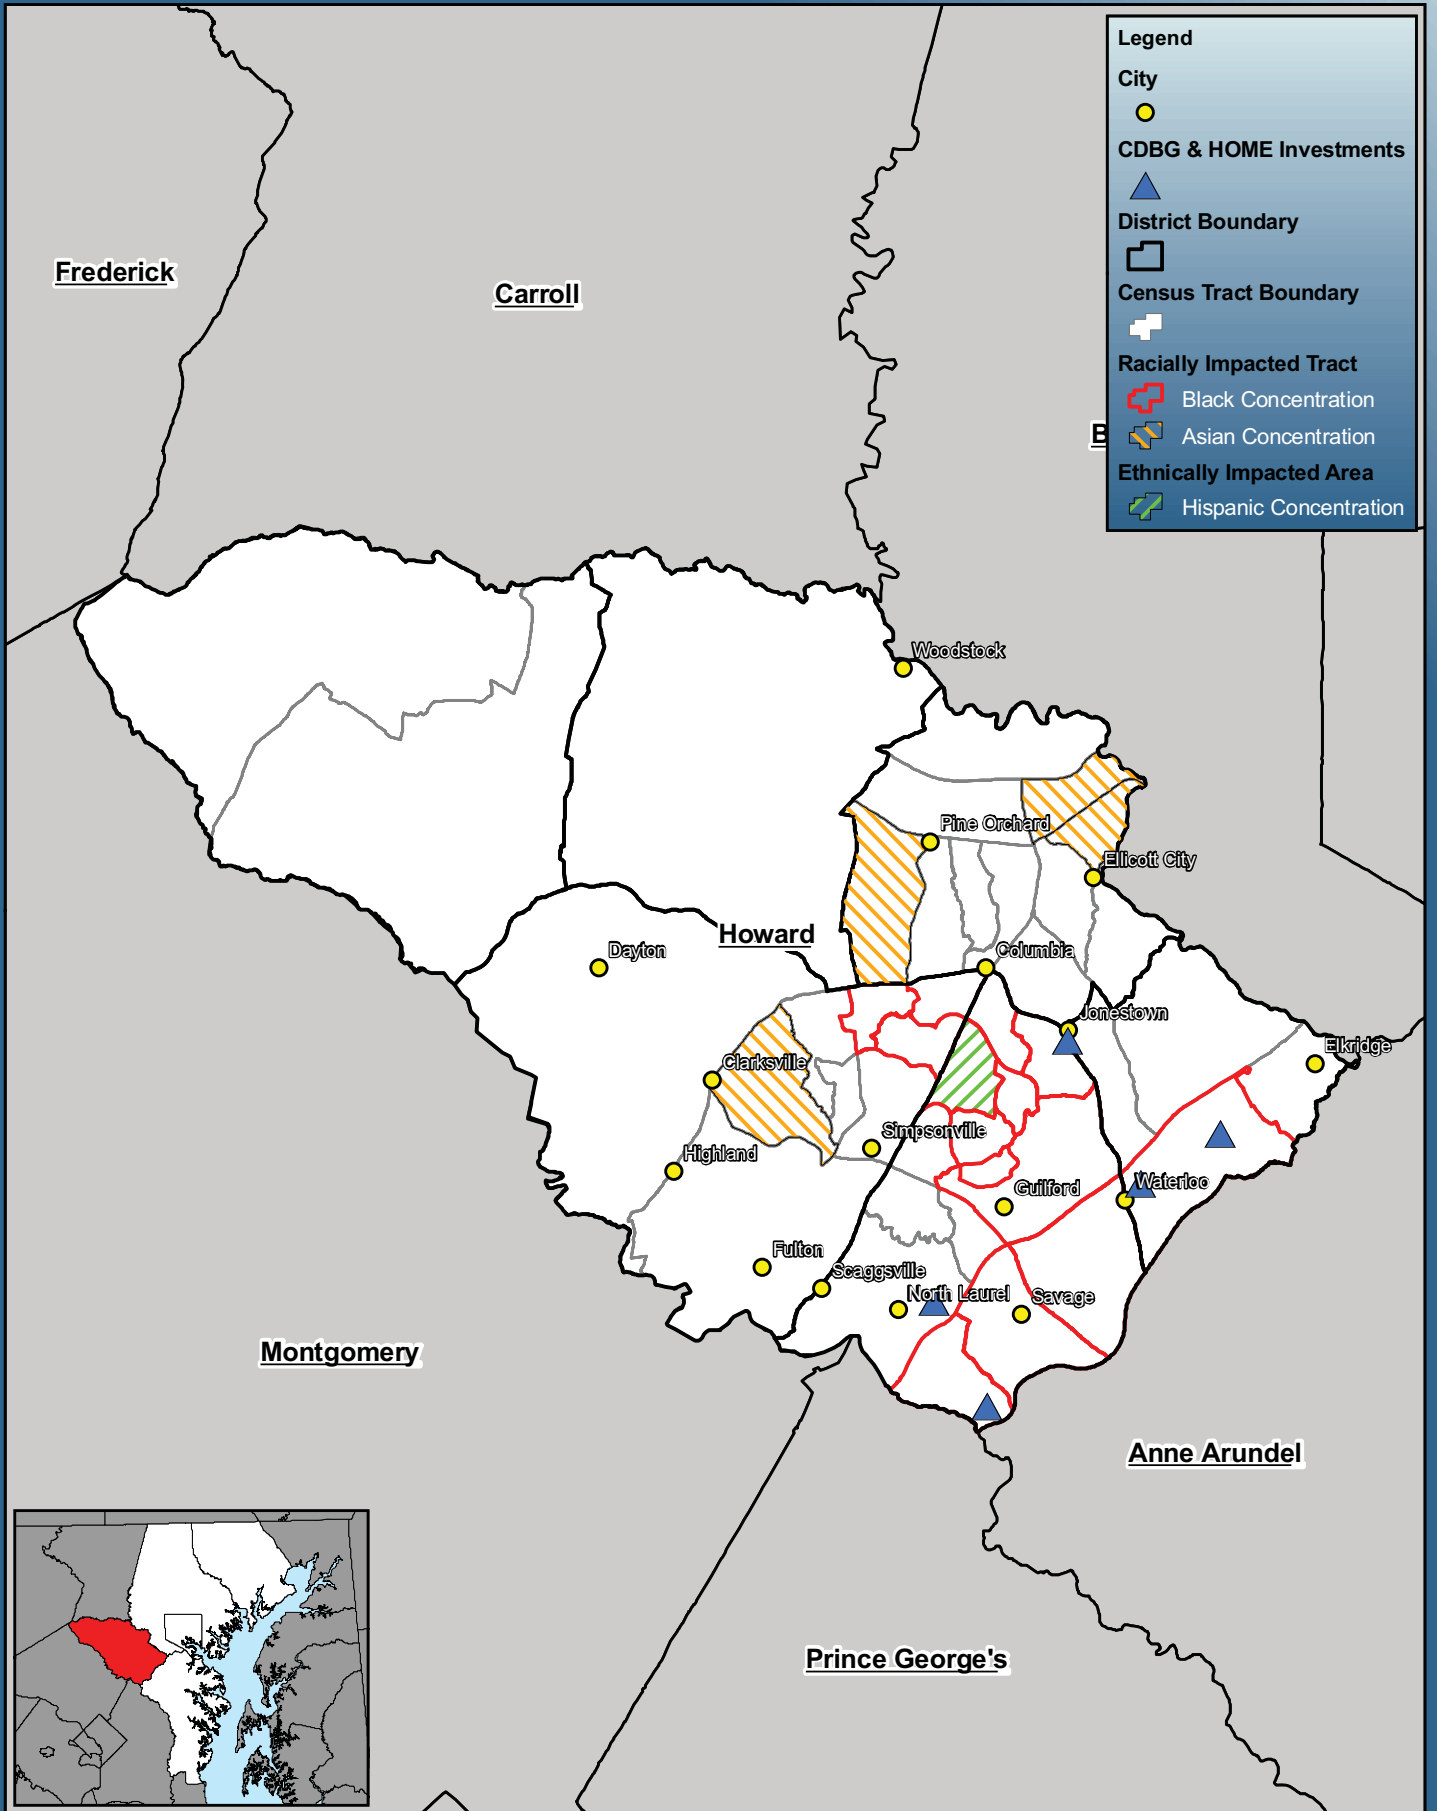 Legend
City
CDBG & HOME Investments
District Boundary
Census Tract Boundary
Racially Impacted Tract
Black Concentration
Asian Concentration
Ethnically Impacted Area
Hispanic Concentration
Frederick
Carroll
B
Woodstock
Pine Orchard
Ellicott City
Howard
Dayton
Columbia
Jonestown
Elkridge
Clarksville
Simpsonville
Highland
Guilford
Waterloo
Fulton
Scaggsville
North Laurel
Savage
Montgomery
Anne Arundel
Prince George's